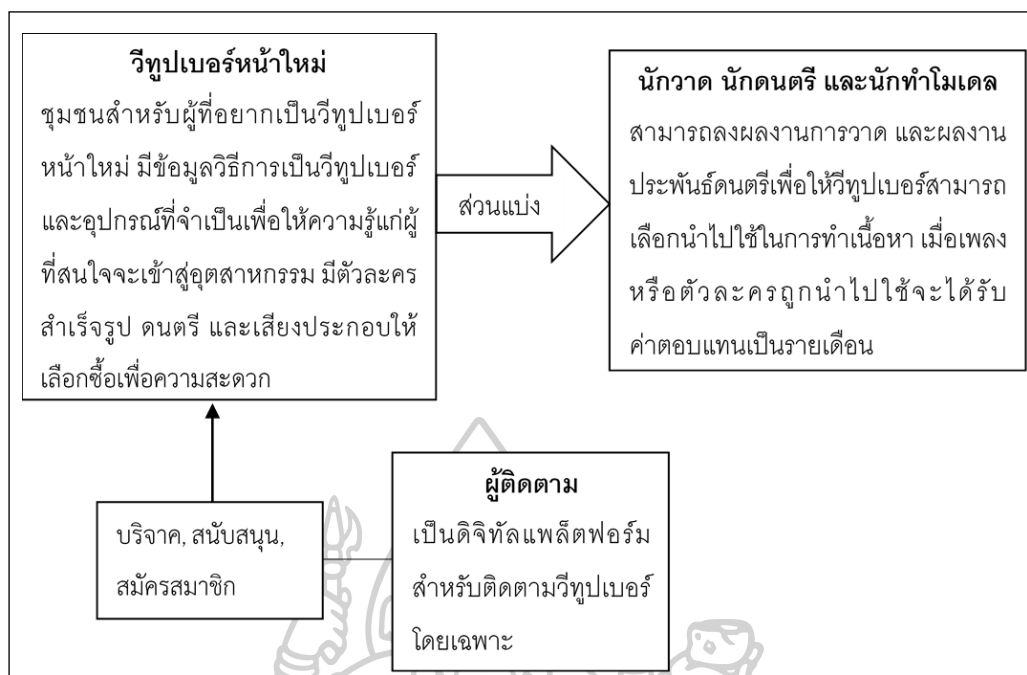 วีทูปเบอร์หน้าใหม่
ชุมชนสำหรับผู้ที่อยากเป็นวีทูปเบอร์
หน้าใหม่ มีข้อมูลวิธีการเป็นวีทูปเบอร์
และอุปกรณ์ที่จำเป็นเพื่อให้ความรู้แก่ผู้
ที่สนใจจะเข้าสู่อุตสาหกรรม มีตัวละคร
สำเร็จรูป ดนตรี และเสียงประกอบให้
เลือกซื้อเพื่อความสะดวก
ส่วนแบ่ง
นักวาด นักดนตรี และนักทำโมเดล
สามารถลงผลงานการวาด และผลงาน
ประพันธ์ดนตรีเพื่อให้วีทูปเบอร์สามารถ
เลือกนำไปใช้ในการทำเนื้อหา เมื่อเพลง
หรือตัวละครถูกนำไปใช้จะได้รับ
ค่าตอบแทนเป็นรายเดือน
บริจาค, สนับสนุน,
สมัครสมาชิก
ผู้ติดตาม
เป็นดิจิทัลแพล็ตฟอร์ม
สำหรับติดตามวีทูปเบอร์
โดยเฉพาะ